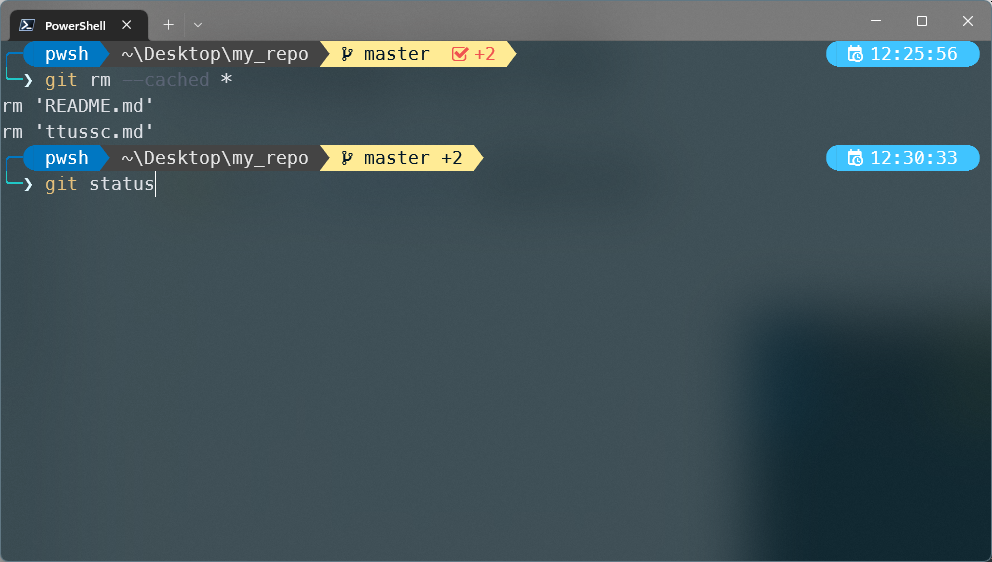 PowerShell
pwsh ~\Desktop\my_repo master +2 12:25:56
❯ git rm --cached *
rm 'README.md'
rm 'ttussc.md'
pwsh ~\Desktop\my_repo master +2 12:30:33
❯ git status